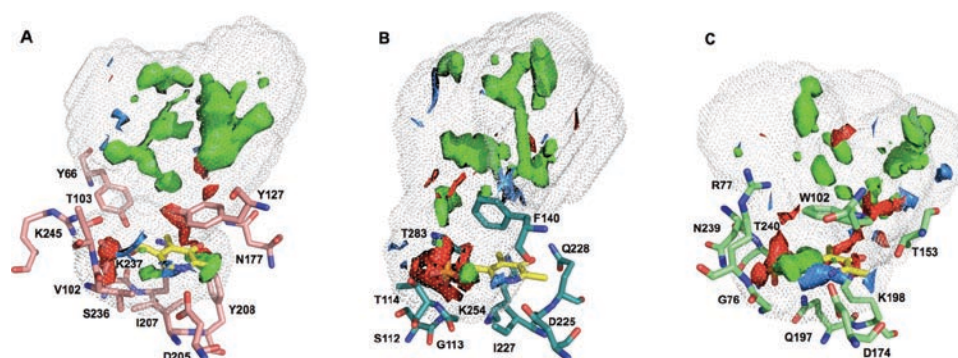 A
Y66
T103
Y127
K245
K237
N177
V102
S236
I207
Y208
D205
B
F140
T283
Q228
T114
K254
S112
G113
D225
I227
C
R77
W102
N239
T240
T153
G76
K198
Q197
D174